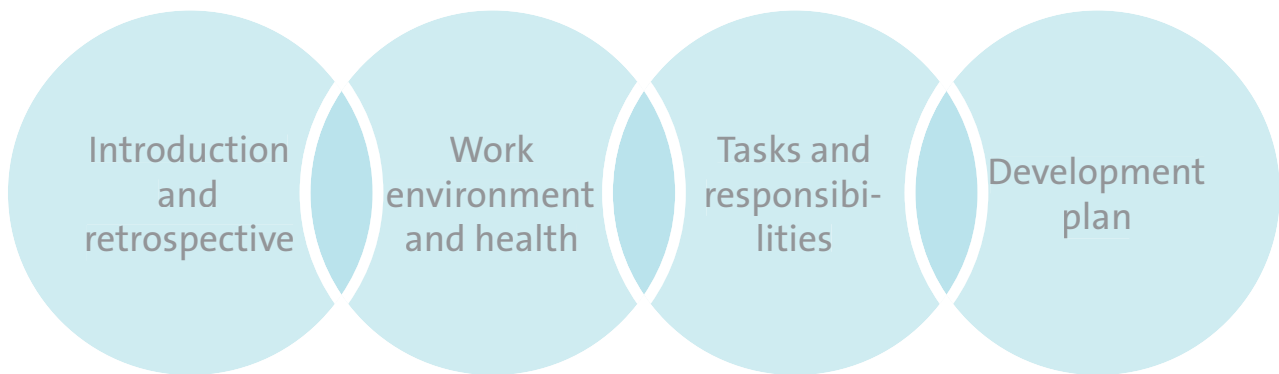 Introduction
and
retrospective
Work
environment
and health
Tasks and
responsibi-
lities
Development
plan